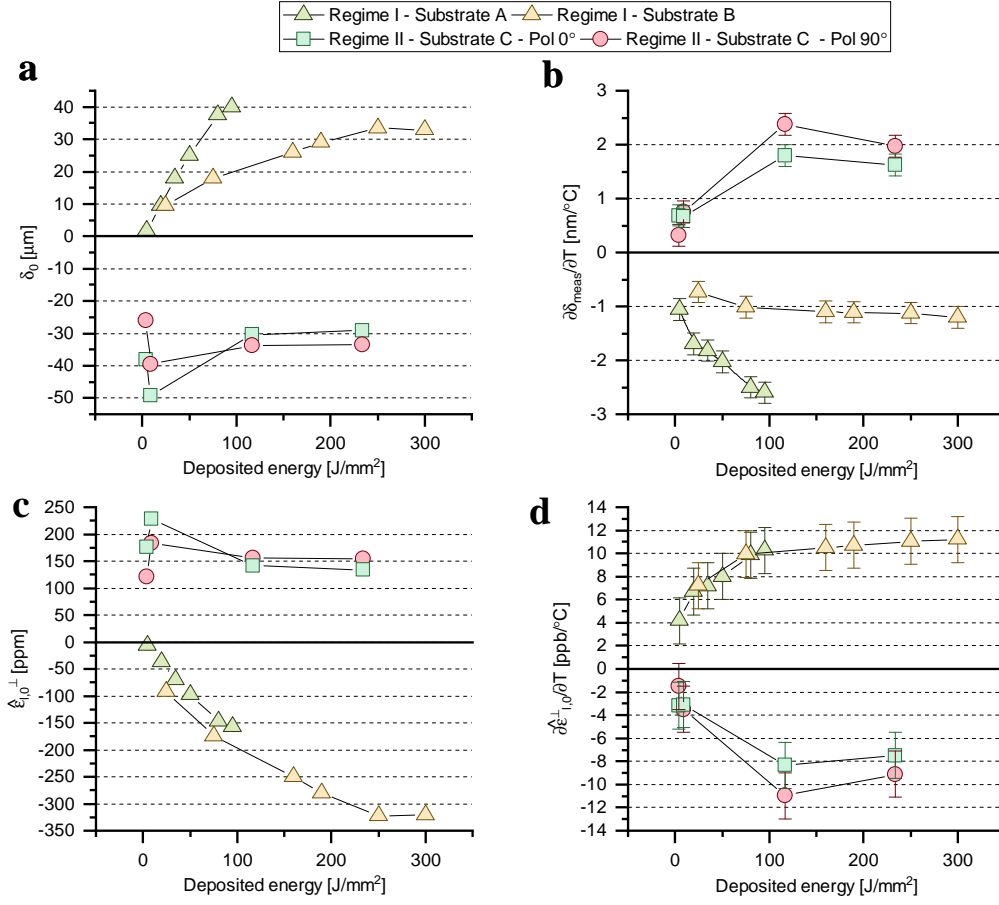 Regime I - Substrate A Regime I - Substrate B
Regime II - Substrate C - Pol 0° Regime II - Substrate C - Pol 90°
a
40
30
20
10
0
-10
-20
-30
-40
-50
δ₀ [µm]
0 100 200 300
Deposited energy [J/mm²]
b
3
2
1
0
-1
-2
-3
∂δmeas/∂T [nm/°C]
0 100 200 300
Deposited energy [J/mm²]
c
250
200
150
100
50
0
-50
-100
-150
-200
-250
-300
-350
ε̂l,0⊥ [ppm]
0 100 200 300
Deposited energy [J/mm²]
d
14
12
10
8
6
4
2
0
-2
-4
-6
-8
-10
-12
-14
∂ε̂⊥l,0/∂T [ppb/°C]
0 100 200 300
Deposited energy [J/mm²]